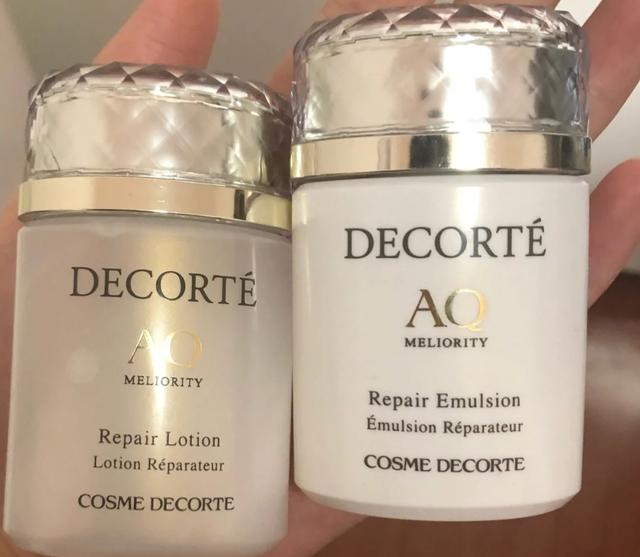 DECORTÉ
AQ
MELIORITY
Repair Lotion
Lotion Réparateur
COSME DECORTE
DECORTÉ
AQ
MELIORITY
Repair Emulsion
Émulsion Réparateur
COSME DECORTE